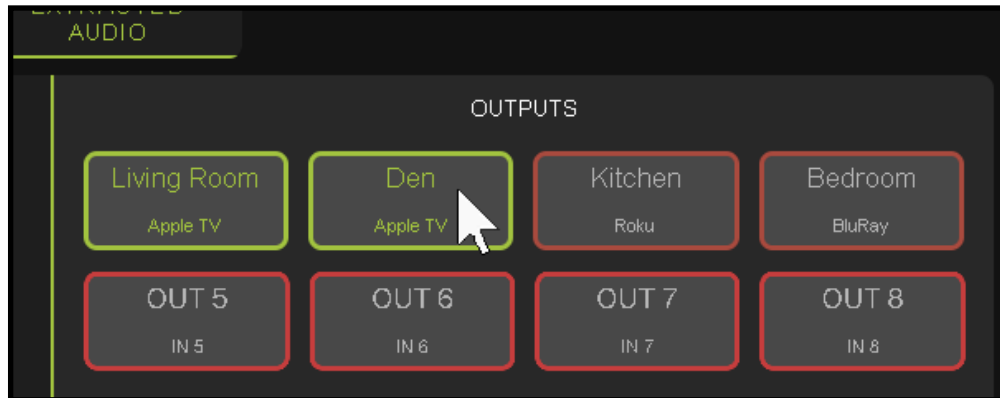 EXTRACTED
AUDIO
OUTPUTS
Living Room
Apple TV
Den
Apple TV
Kitchen
Roku
Bedroom
BluRay
OUT 5
IN 5
OUT 6
IN 6
OUT 7
IN 7
OUT 8
IN 8